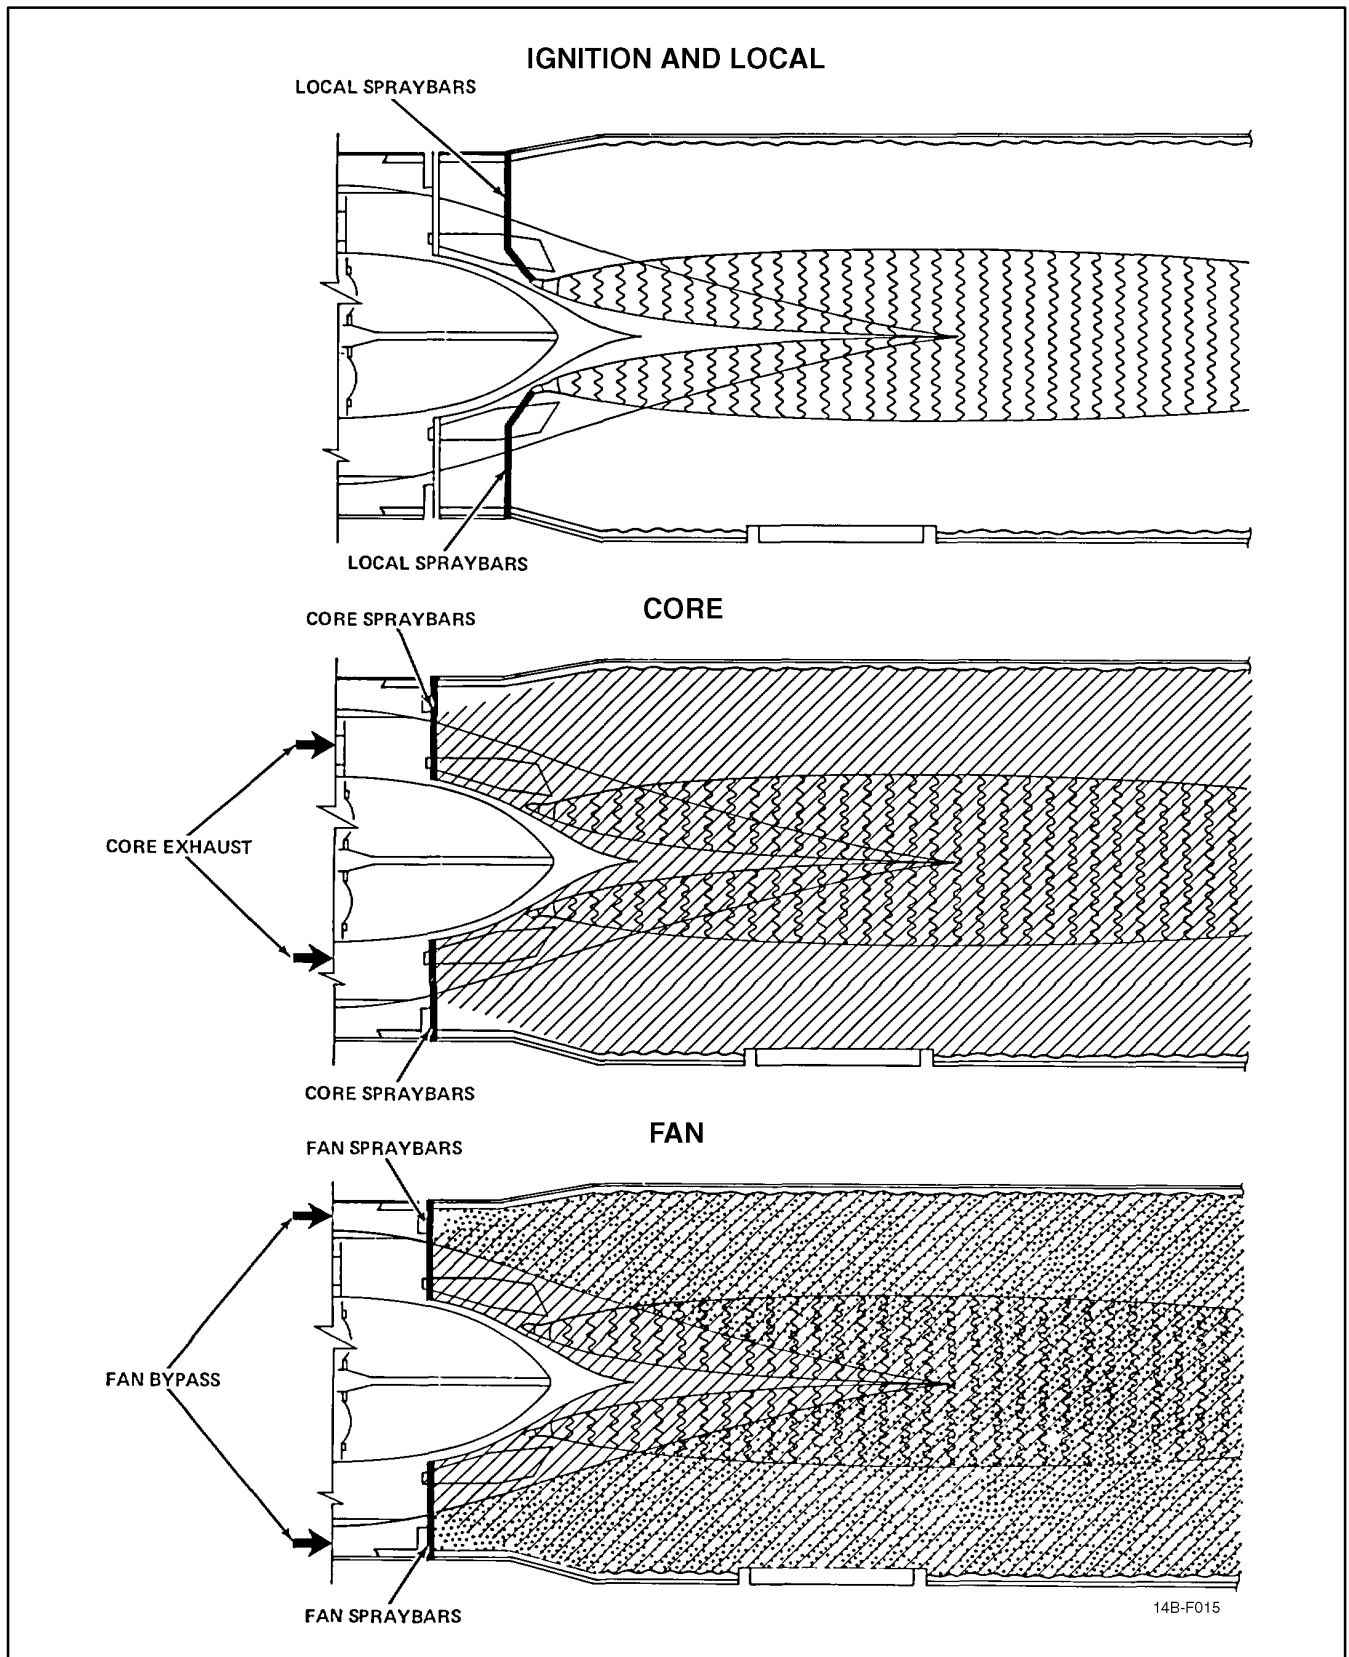 IGNITION AND LOCAL
LOCAL SPRAYBARS
LOCAL SPRAYBARS
CORE
CORE SPRAYBARS
CORE EXHAUST
CORE SPRAYBARS
FAN
FAN SPRAYBARS
FAN BYPASS
FAN SPRAYBARS
14B-F015